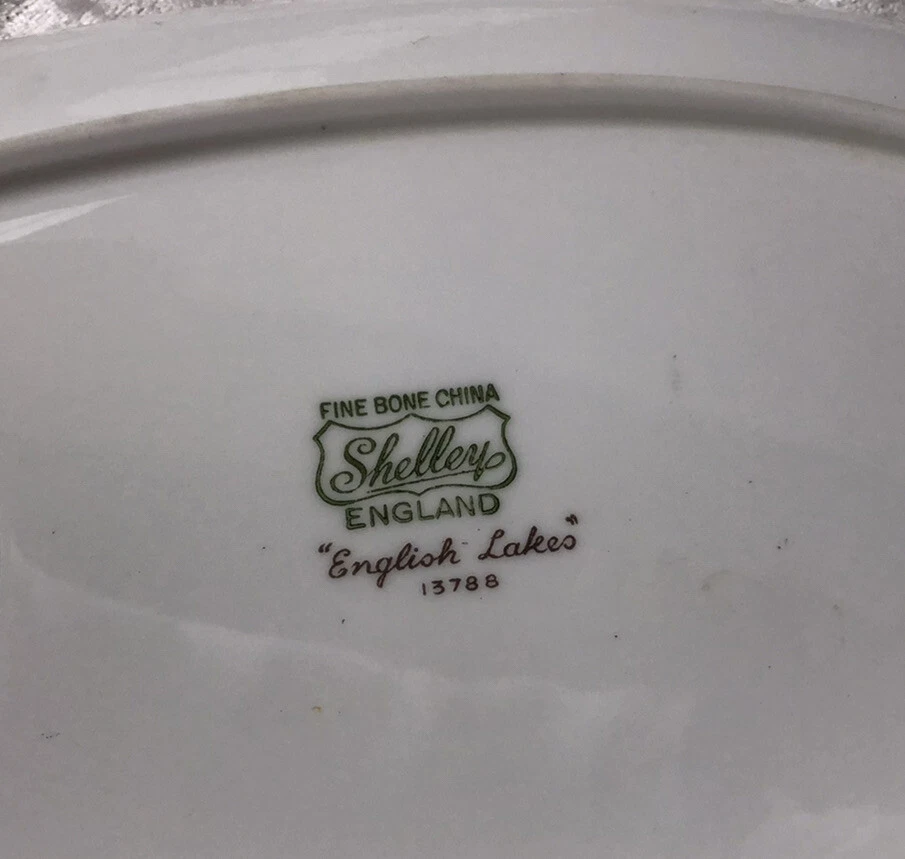 FINE BONE CHINA
Shelley
ENGLAND
"English Lakes"
13788